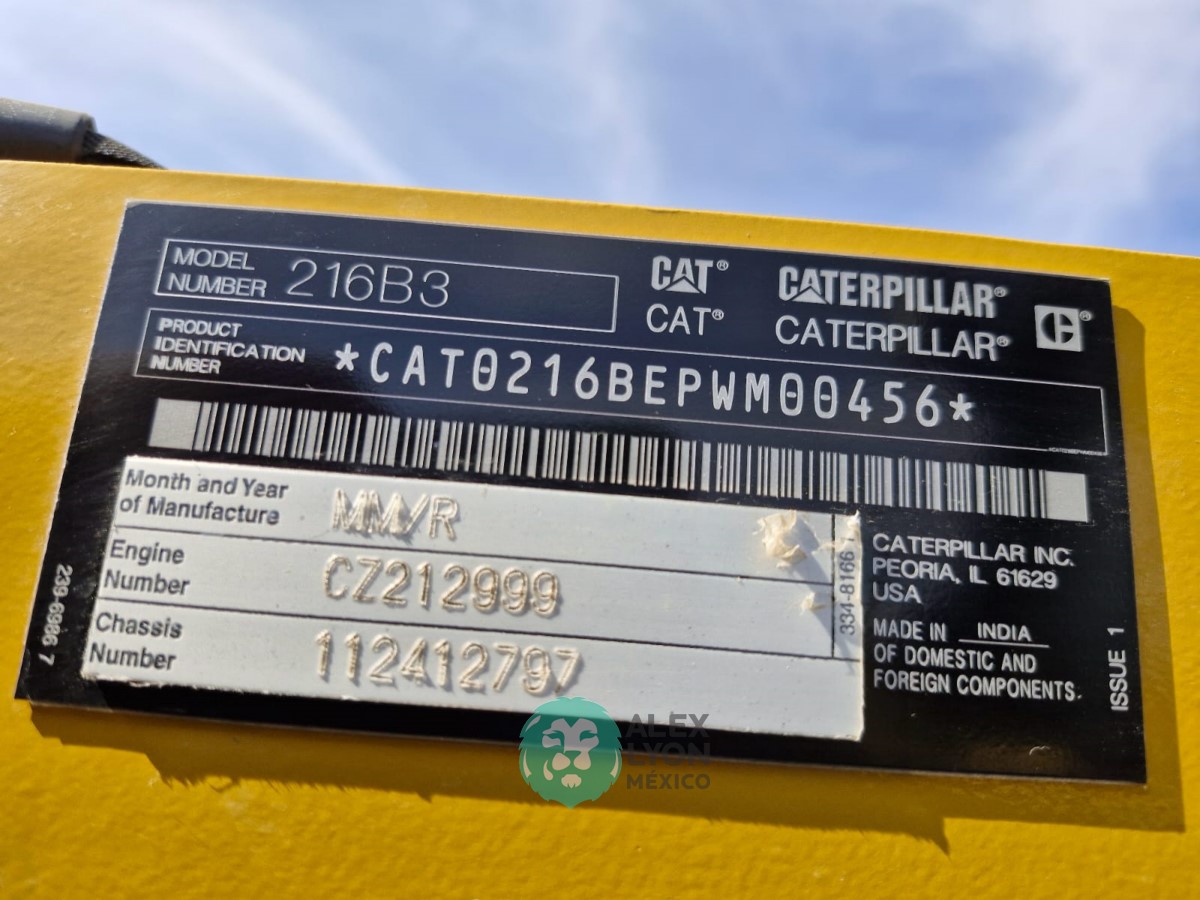 MODEL NUMBER 216B3
CAT® CATERPILLAR®
CAT® CATERPILLAR®
PRODUCT IDENTIFICATION NUMBER *CAT0216BEPWM00456*
Month and Year of Manufacture MM/R
Engine Number CZ212999
Chassis Number 112412797
334-8166 1
239-6986 7
CATERPILLAR INC.
PEORIA, IL 61629
USA
MADE IN INDIA
OF DOMESTIC AND
FOREIGN COMPONENTS.
ISSUE 1
ALEX
LYON
MÉXICO